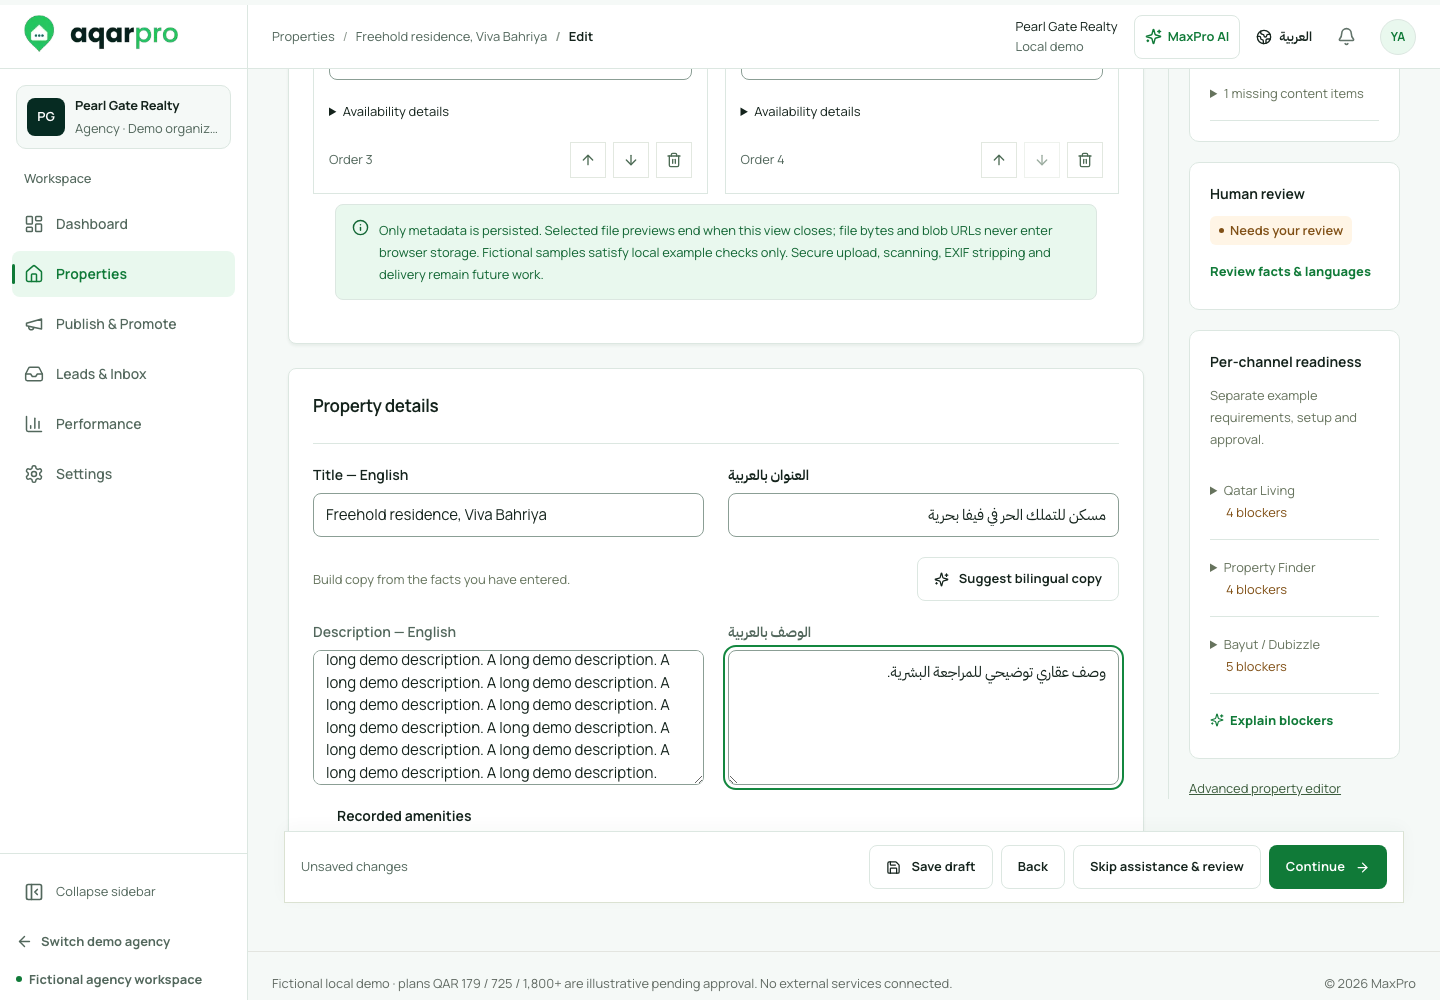 aqarpro
Properties / Freehold residence, Viva Bahriya / Edit
Pearl Gate Realty
Local demo
MaxPro AI
العربية
YA
PG
Pearl Gate Realty
Agency · Demo organiz...
Workspace
Dashboard
Properties
Publish & Promote
Leads & Inbox
Performance
Settings
Collapse sidebar
Switch demo agency
Fictional agency workspace
Availability details
Order 3
Availability details
Order 4
Only metadata is persisted. Selected file previews end when this view closes; file bytes and blob URLs never enter
browser storage. Fictional samples satisfy local example checks only. Secure upload, scanning, EXIF stripping and
delivery remain future work.
Property details
Title — English
Freehold residence, Viva Bahriya
العنوان بالعربية
مسكن للتملك الحر في فيفا بحرية
Build copy from the facts you have entered.
Suggest bilingual copy
Description — English
long demo description. A long demo description. A
long demo description. A long demo description. A
long demo description. A long demo description. A
long demo description. A long demo description. A
long demo description. A long demo description. A
long demo description. A long demo description.
الوصف بالعربية
وصف عقاري توضيحي للمراجعة البشرية.
Recorded amenities
Unsaved changes
Save draft
Back
Skip assistance & review
Continue
1 missing content items
Human review
Needs your review
Review facts & languages
Per-channel readiness
Separate example
requirements, setup and
approval.
Qatar Living
4 blockers
Property Finder
4 blockers
Bayut / Dubizzle
5 blockers
Explain blockers
Advanced property editor
Fictional local demo · plans QAR 179 / 725 / 1,800+ are illustrative pending approval. No external services connected.
© 2026 MaxPro